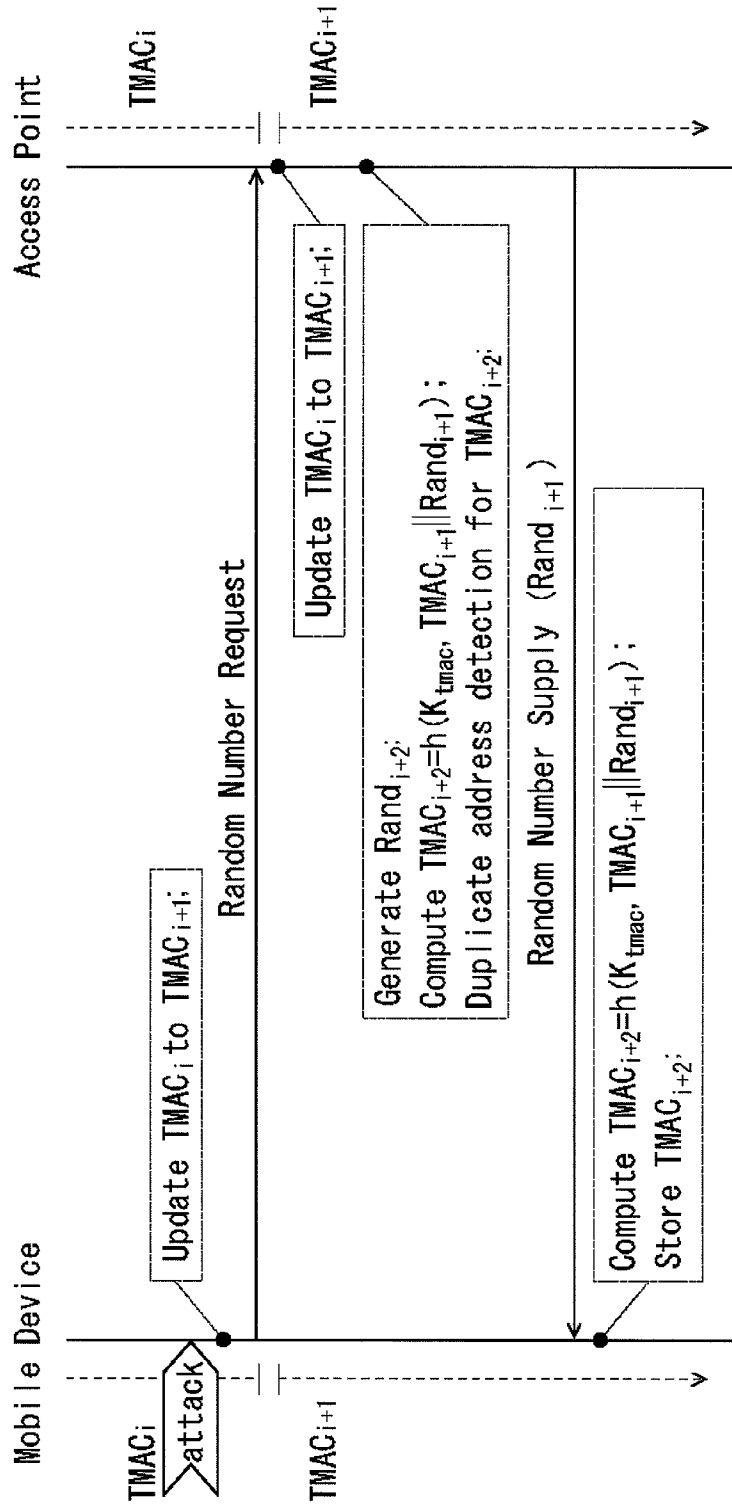 Mobile Device
Access Point
TMACi
attack
TMACi
Update TMACi to TMACi+1;
Random Number Request
TMACi+1
TMACi+1
Update TMACi to TMACi+1;
Generate Randi+2;
Compute TMACi+2=h(Ktmac, TMACi+1||Randi+1);
Duplicate address detection for TMACi+2;
Random Number Supply (Rand i+1)
Compute TMACi+2=h(Ktmac, TMACi+1||Randi+1);
Store TMACi+2;